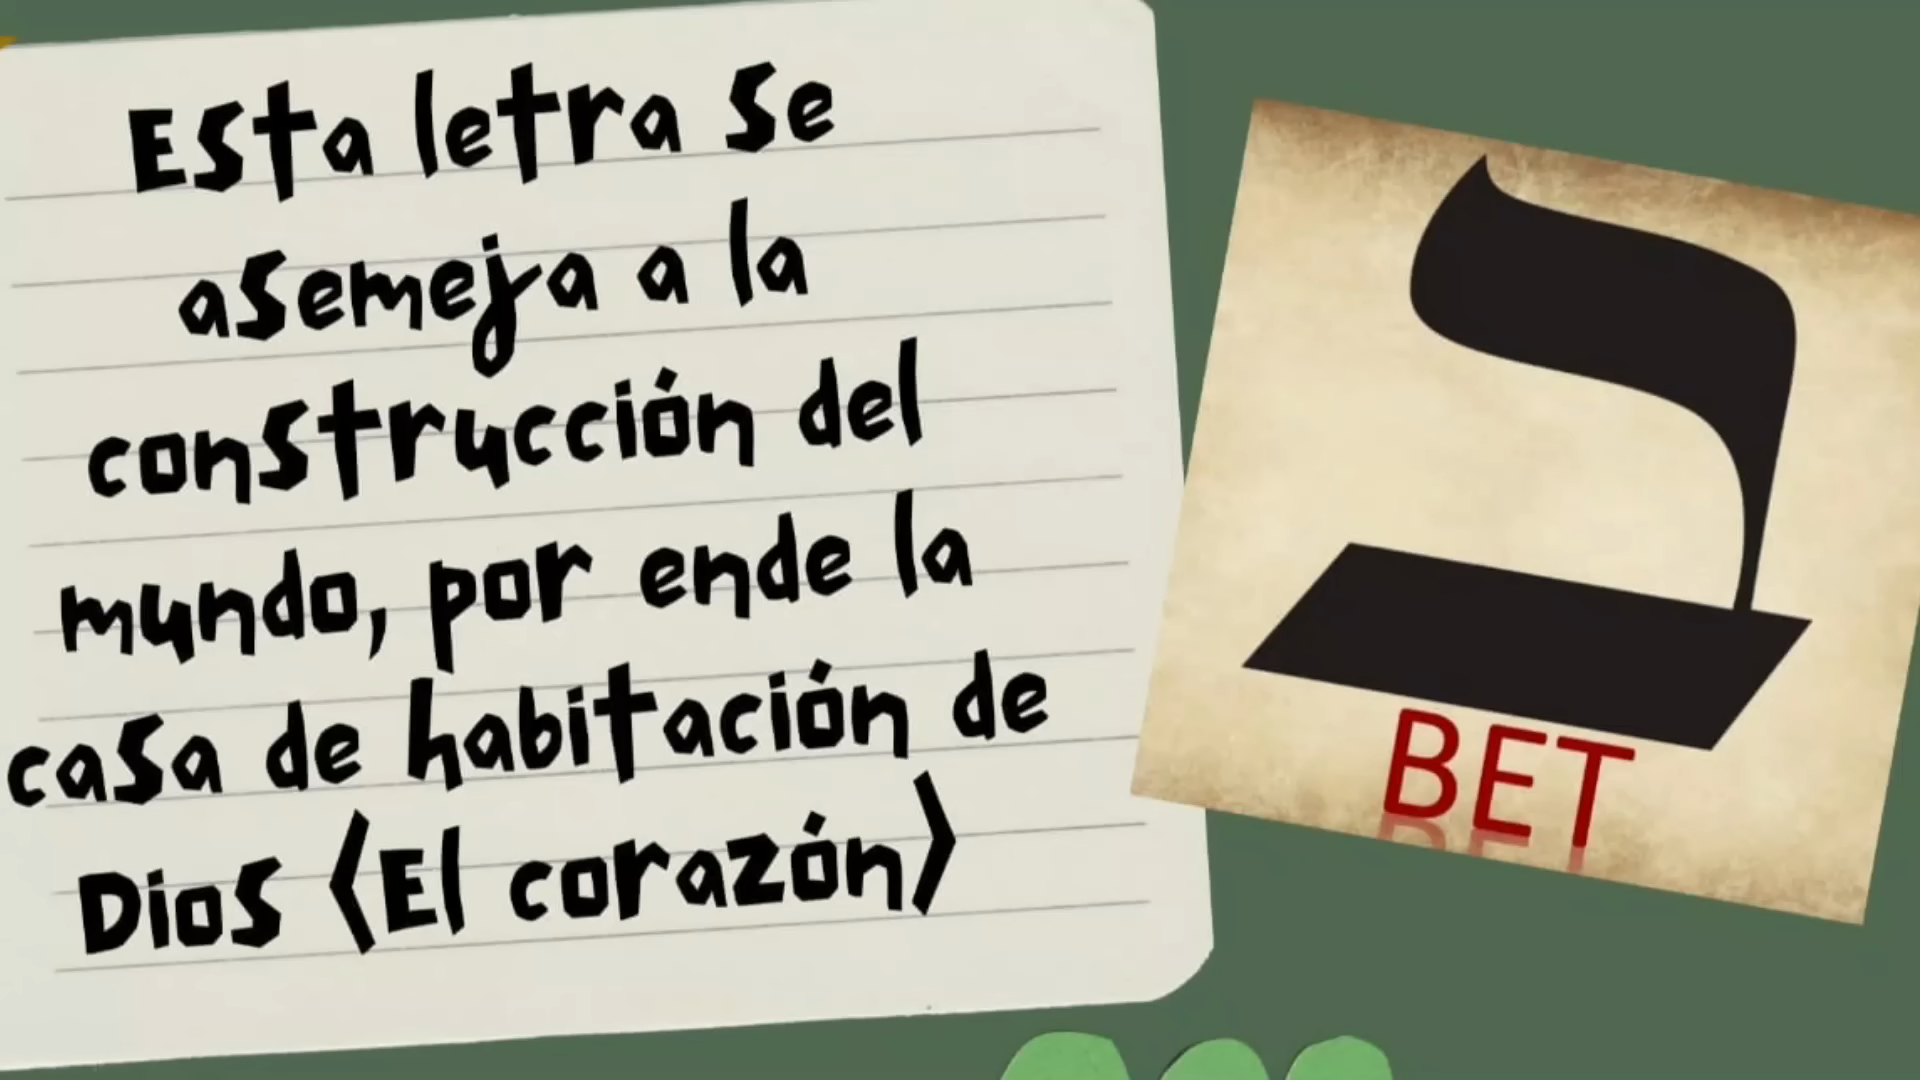 Esta letra se
asemeja a la
construcción del
mundo, por ende la
casa de habitación de
Dios (El corazón)
ב
BET